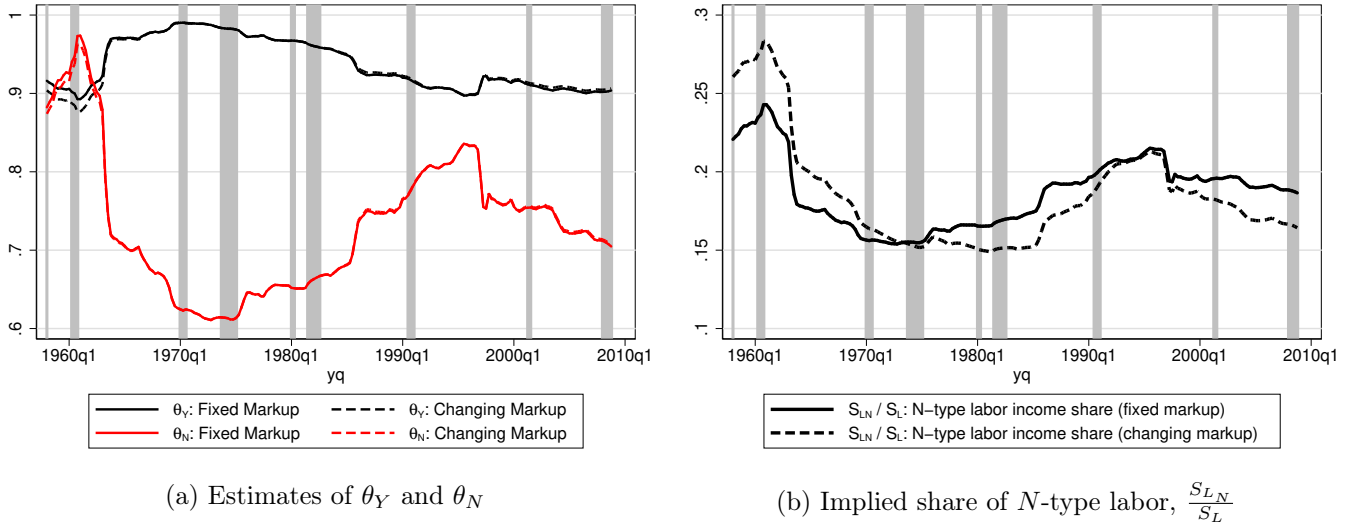 1
.9
.8
.7
.6
1960q1 1970q1 1980q1 1990q1 2000q1 2010q1
yq
θY: Fixed Markup θY: Changing Markup
θN: Fixed Markup θN: Changing Markup
(a) Estimates of θY and θN
.3
.25
.2
.15
.1
1960q1 1970q1 1980q1 1990q1 2000q1 2010q1
yq
SLN / SL: N−type labor income share (fixed markup)
SLN / SL: N−type labor income share (changing markup)
(b) Implied share of N-type labor, SLN/SL